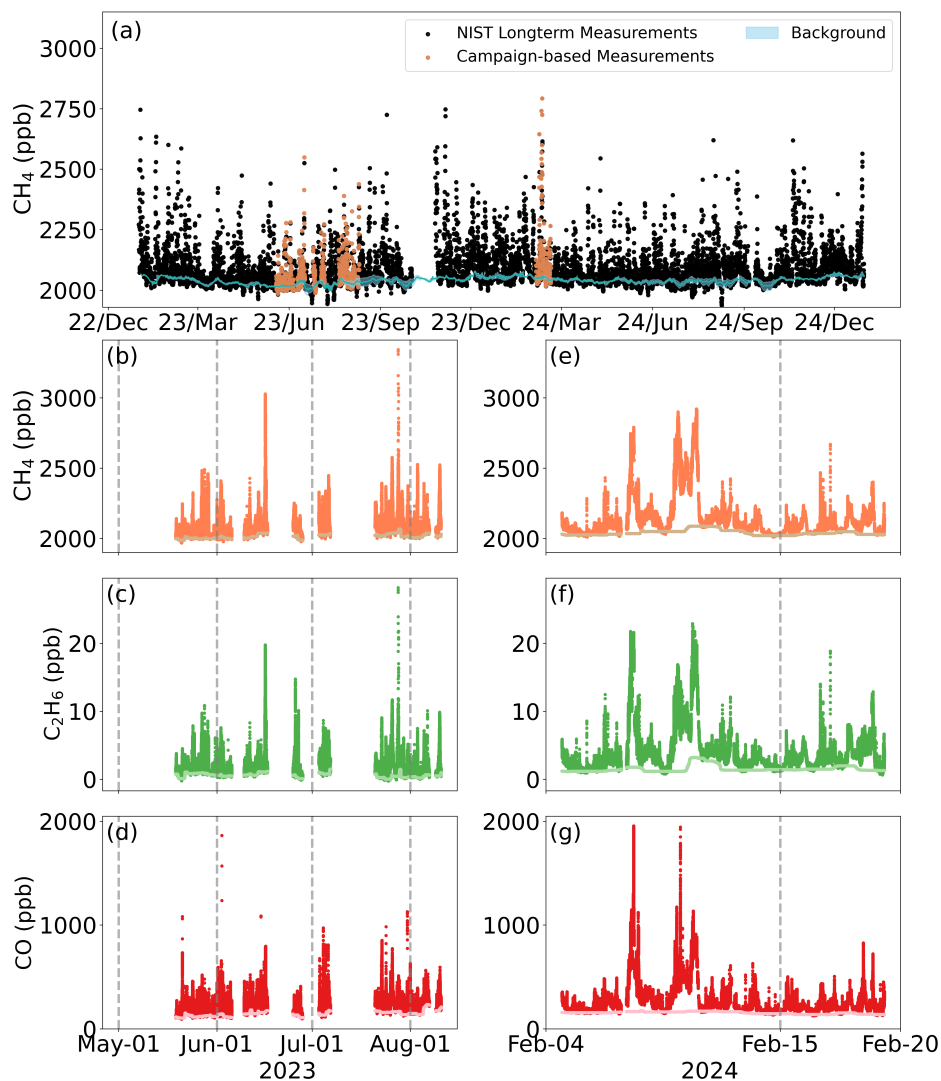 (a)
NIST Longterm Measurements
Campaign-based Measurements
Background
CH₄ (ppb)
3000
2750
2500
2250
2000
22/Dec 23/Mar 23/Jun 23/Sep 23/Dec 24/Mar 24/Jun 24/Sep 24/Dec
(b)
CH₄ (ppb)
3000
2500
2000
(e)
3000
2500
2000
(c)
C₂H₆ (ppb)
20
10
0
(f)
20
10
0
(d)
CO (ppb)
2000
1000
0
May-01 Jun-01 Jul-01 Aug-01
2023
(g)
2000
1000
0
Feb-04 Feb-15 Feb-20
2024